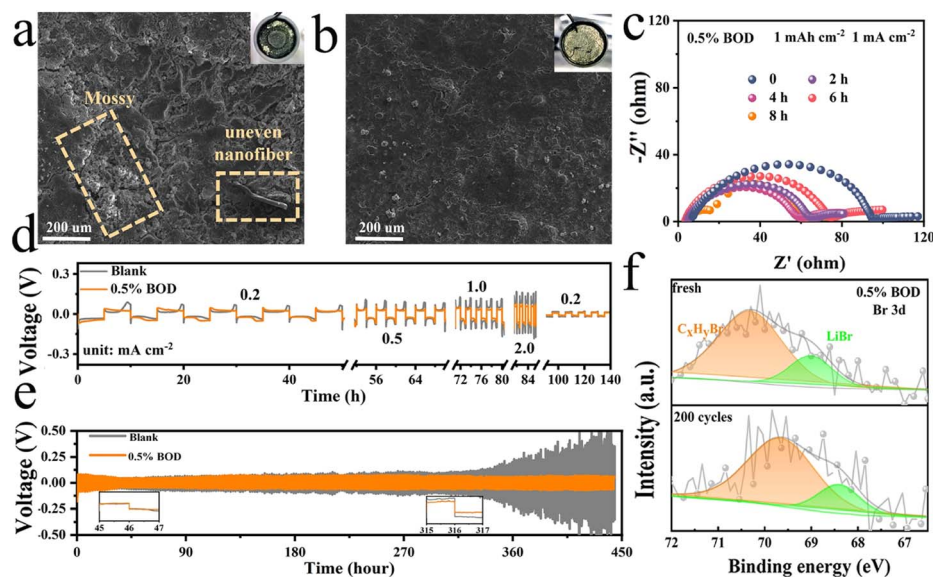 a
Mossy
uneven
nanofiber
200 um
b
200 um
c
0.5% BOD 1 mAh cm⁻² 1 mA cm⁻²
0 2 h
4 h 6 h
8 h
-Z'' (ohm)
120
80
40
0
0 40 80 120
Z' (ohm)
d
Blank
0.5% BOD
0.2
0.5
1.0
2.0
0.2
unit: mA cm⁻²
Voltage (V)
0.3
0.0
-0.3
0 20 40 56 64 72 76 80 84 100 120 140
Time (h)
e
Blank
0.5% BOD
Voltage (V)
0.50
0.25
0.00
-0.25
-0.50
45 46 47
315 316 317
0 90 180 270 360 450
Time (hour)
f
fresh
0.5% BOD
Br 3d
CₓHᵧBr
LiBr
200 cycles
Intensity (a.u.)
72 71 70 69 68 67
Binding energy (eV)